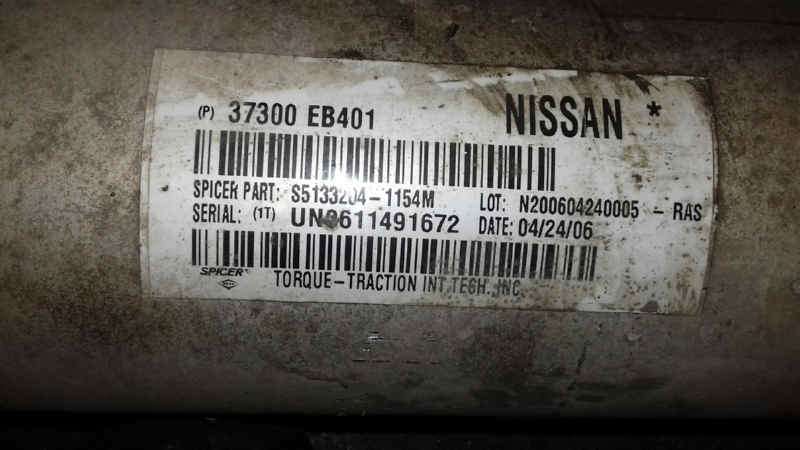 (P) 37300 EB401 NISSAN *
SPICER PART: S5133204-1154M LOT: N200604240005 - RAS
SERIAL: (1T) UN0611491672 DATE: 04/24/06
SPICER TORQUE-TRACTION INT.TECH. INC.